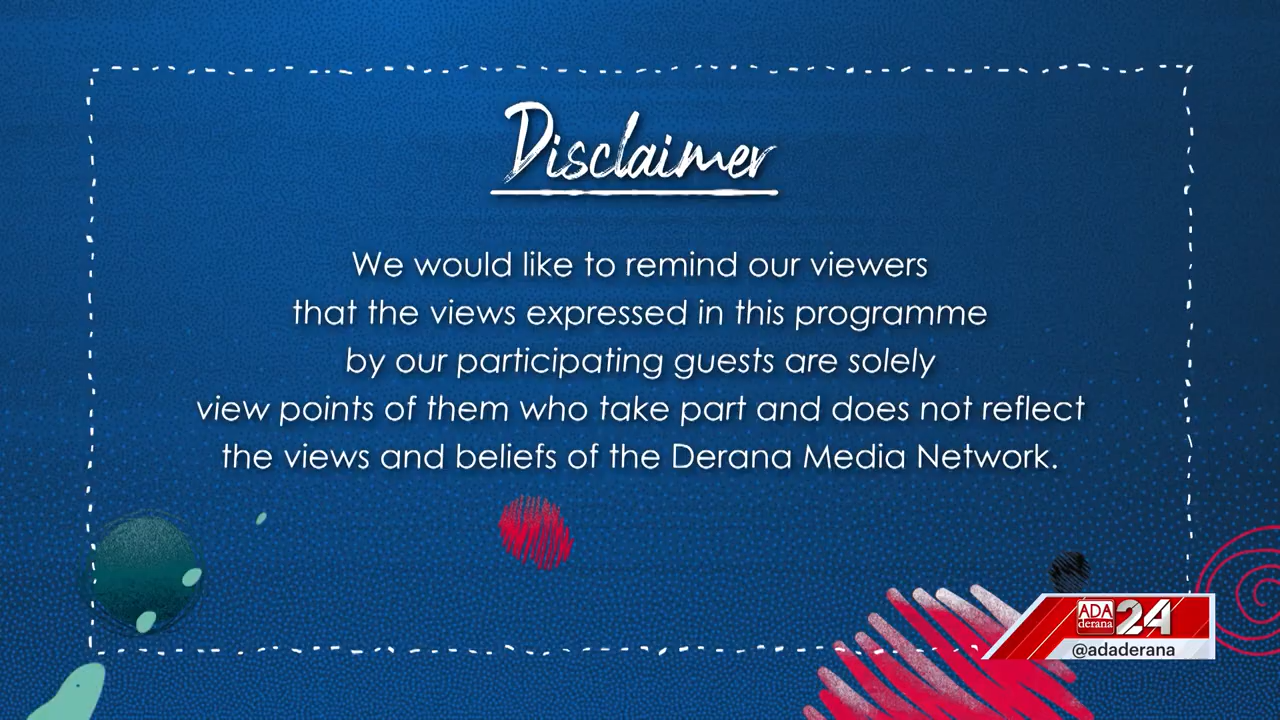 Disclaimer
We would like to remind our viewers
that the views expressed in this programme
by our participating guests are solely
view points of them who take part and does not reflect
the views and beliefs of the Derana Media Network.
ADA
derana
24
@adaderana